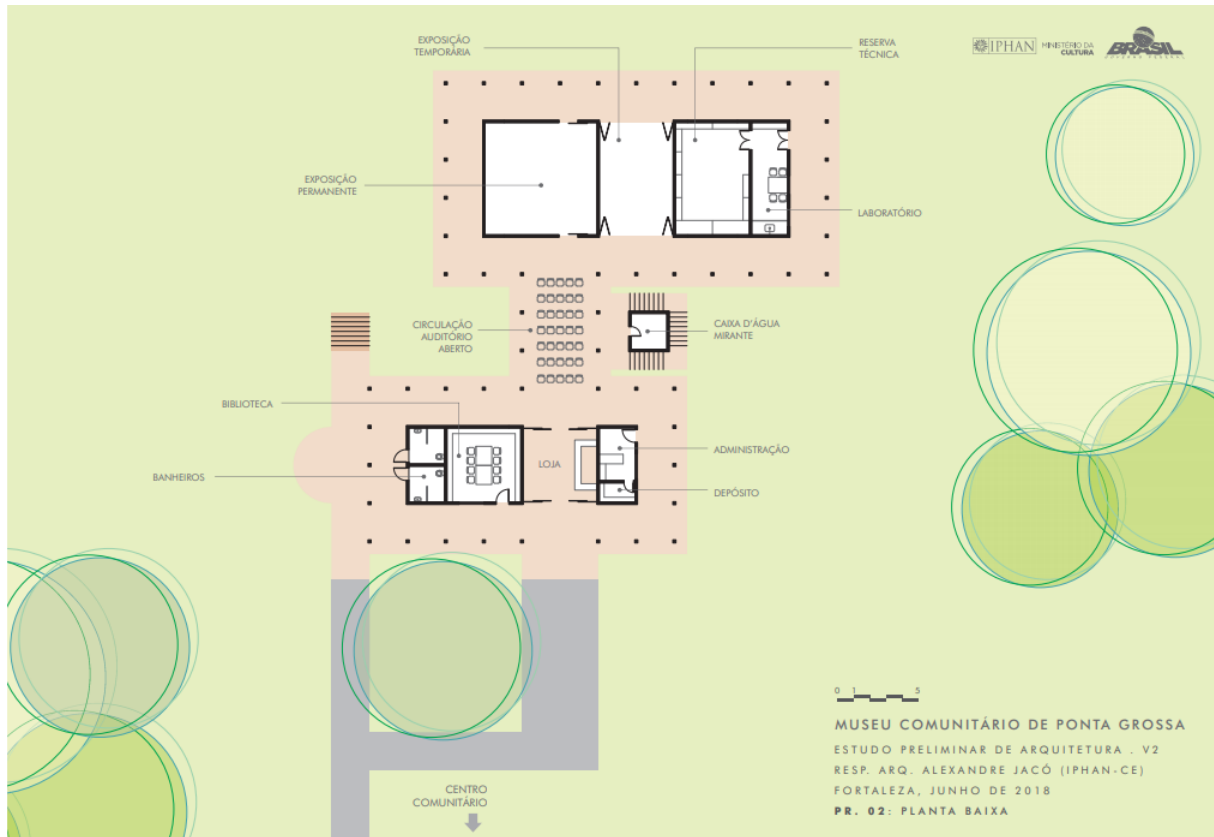 EXPOSIÇÃO
TEMPORÁRIA
RESERVA
TÉCNICA
IPHAN
MINISTÉRIO DA
CULTURA
BRASIL
GOVERNO FEDERAL
EXPOSIÇÃO
PERMANENTE
LABORATÓRIO
CIRCULAÇÃO
AUDITÓRIO
ABERTO
CAIXA D'ÁGUA
MIRANTE
BIBLIOTECA
BANHEIROS
LOJA
ADMINISTRAÇÃO
DEPÓSITO
0 1 5
MUSEU COMUNITÁRIO DE PONTA GROSSA
ESTUDO PRELIMINAR DE ARQUITETURA . V2
RESP. ARQ. ALEXANDRE JACÓ (IPHAN-CE)
FORTALEZA, JUNHO DE 2018
PR. 02: PLANTA BAIXA
CENTRO
COMUNITÁRIO